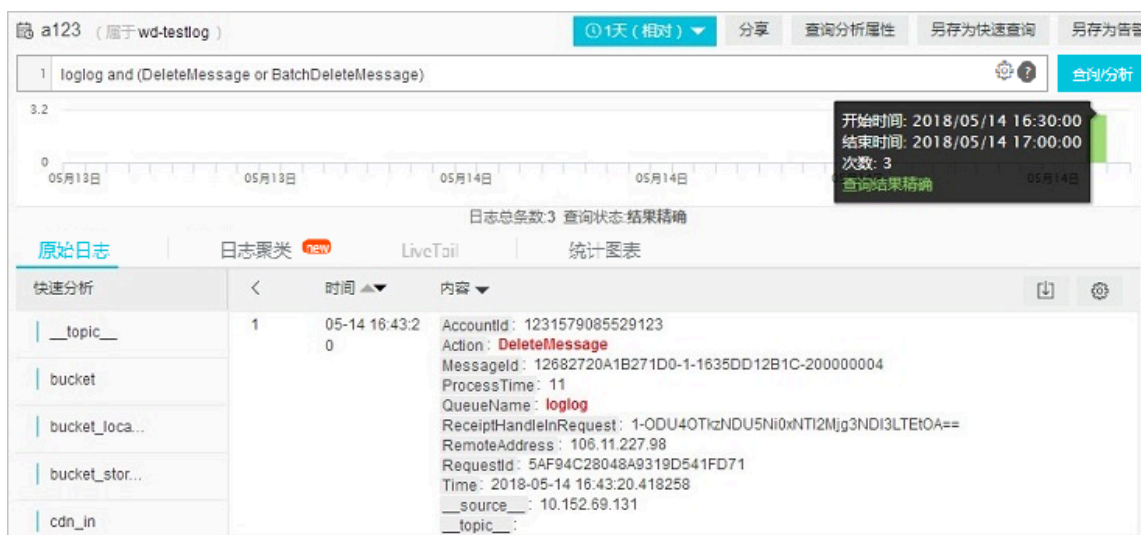 a123 （属于 wd-testlog ）
1天（相对）
分享
查询分析属性
另存为快速查询
另存为告警
1 loglog and (DeleteMessage or BatchDeleteMessage)
查询/分析
3.2
0
开始时间: 2018/05/14 16:30:00
结束时间: 2018/05/14 17:00:00
次数: 3
查询结果精确
05月13日
05月13日
05月14日
05月14日
05月14日
日志总条数:3 查询状态:结果精确
原始日志
日志聚类 new
LiveTail
统计图表
快速分析
时间
内容
__topic__
bucket
bucket_loca...
bucket_stor...
cdn_in
1
05-14 16:43:2
0
AccountId : 1231579085529123
Action : DeleteMessage
MessageId : 12682720A1B271D0-1-1635DD12B1C-200000004
ProcessTime : 11
QueueName : loglog
ReceiptHandleInRequest : 1-ODU4OTkzNDU5Ni0xNTI2Mjg3NDI3LTEtOA==
RemoteAddress : 106.11.227.98
RequestId : 5AF94C28048A9319D541FD71
Time : 2018-05-14 16:43:20.418258
__source__ : 10.152.69.131
__topic__ :